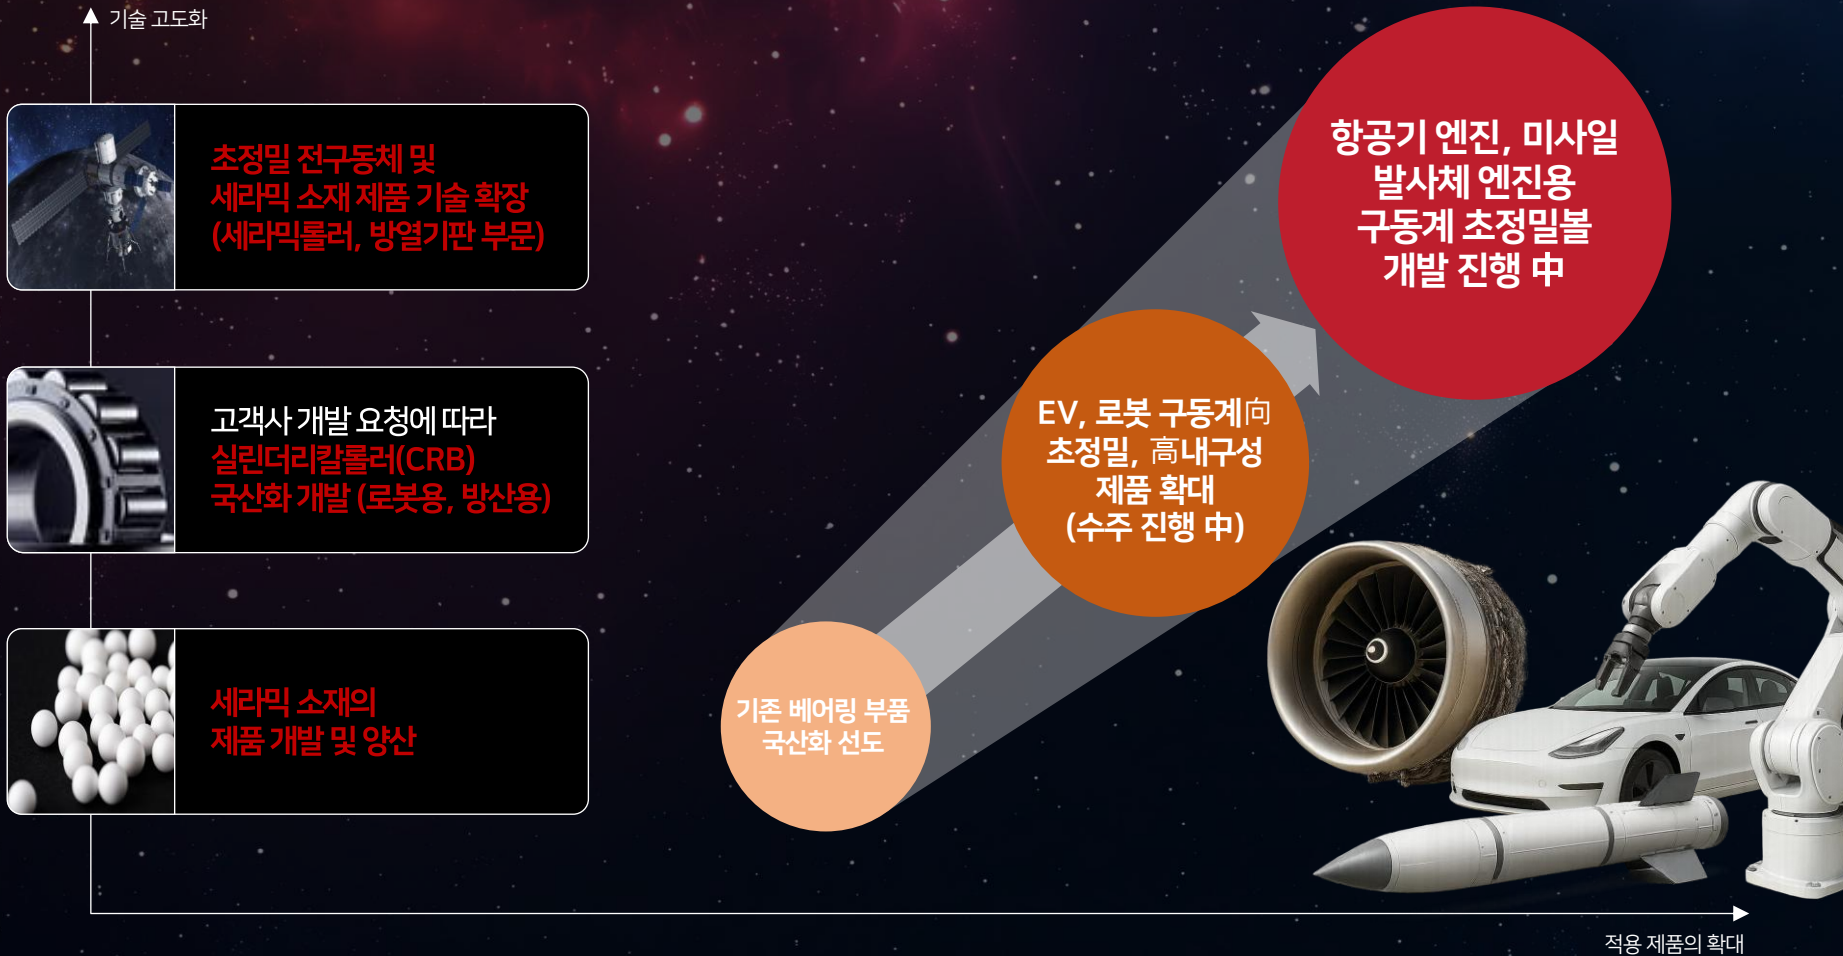 기술 고도화
초정밀 전구동체 및
세라믹 소재 제품 기술 확장
(세라믹롤러, 방열기판 부문)
고객사 개발 요청에 따라
실린더리칼롤러(CRB)
국산화 개발 (로봇용, 방산용)
세라믹 소재의
제품 개발 및 양산
기존 베어링 부품
국산화 선도
EV, 로봇 구동계向
초정밀, 高내구성
제품 확대
(수주 진행 中)
항공기 엔진, 미사일
발사체 엔진용
구동계 초정밀볼
개발 진행 中
적용 제품의 확대